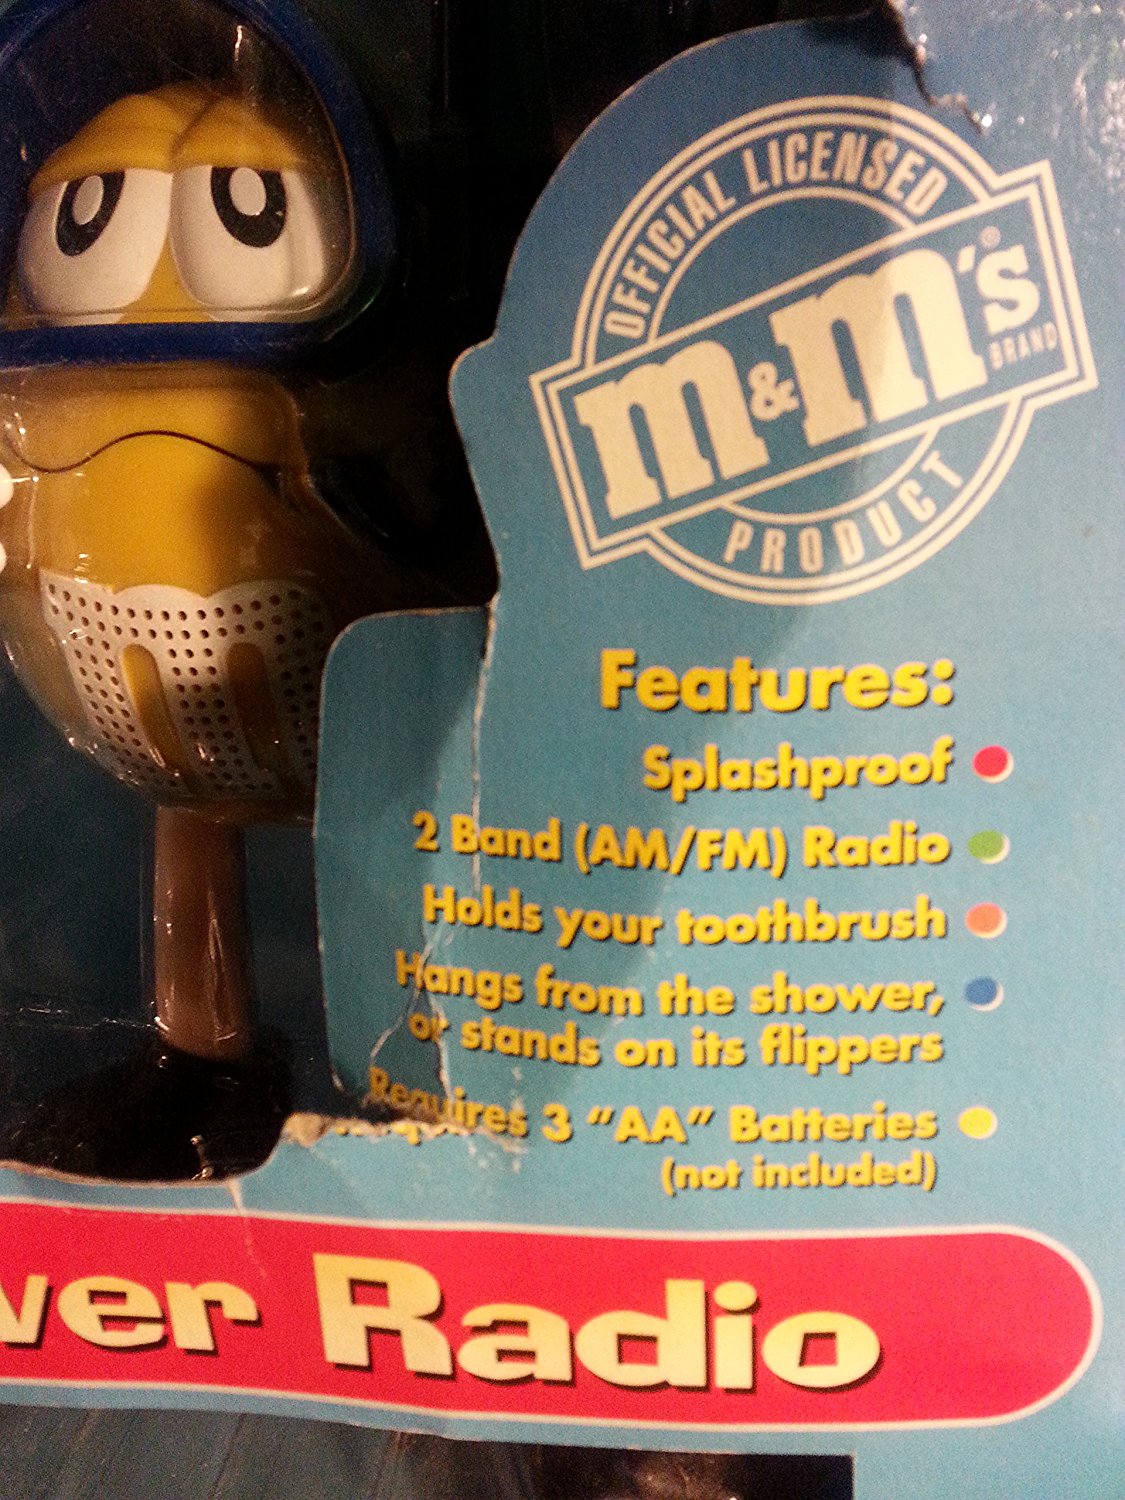 OFFICIAL LICENSED
m&m's®
BRAND
PRODUCT
Features:
Splashproof
2 Band (AM/FM) Radio
Holds your toothbrush
Hangs from the shower,
or stands on its flippers
Requires 3 "AA" Batteries
(not included)
wer Radio